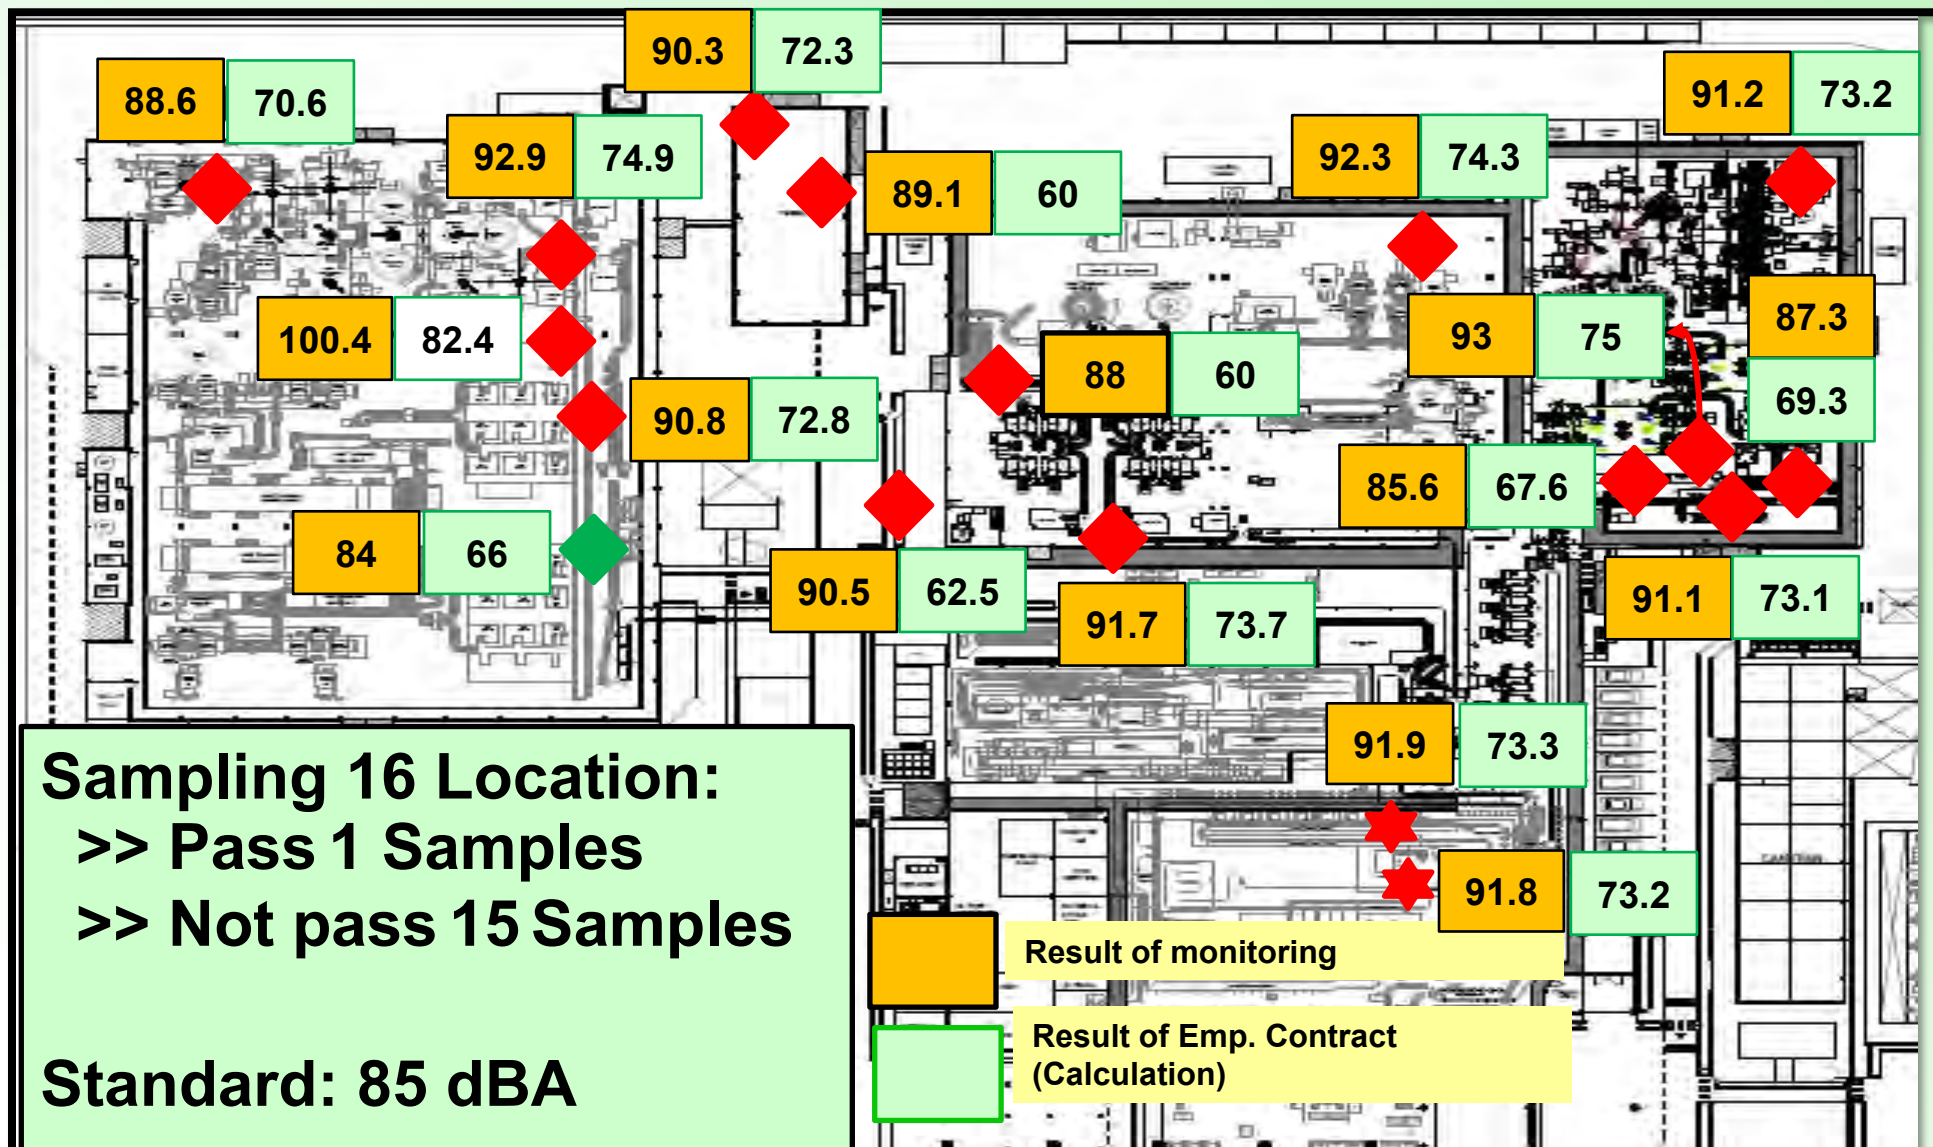 90.3 72.3
88.6 70.6
91.2 73.2
92.9 74.9
92.3 74.3
89.1 60
100.4 82.4
93 75
87.3
88 60
69.3
90.8 72.8
85.6 67.6
84 66
90.5 62.5
91.7 73.7
91.1 73.1
91.9 73.3
91.8 73.2
Sampling 16 Location:
>> Pass 1 Samples
>> Not pass 15 Samples
Standard: 85 dBA
Result of monitoring
Result of Emp. Contract
(Calculation)